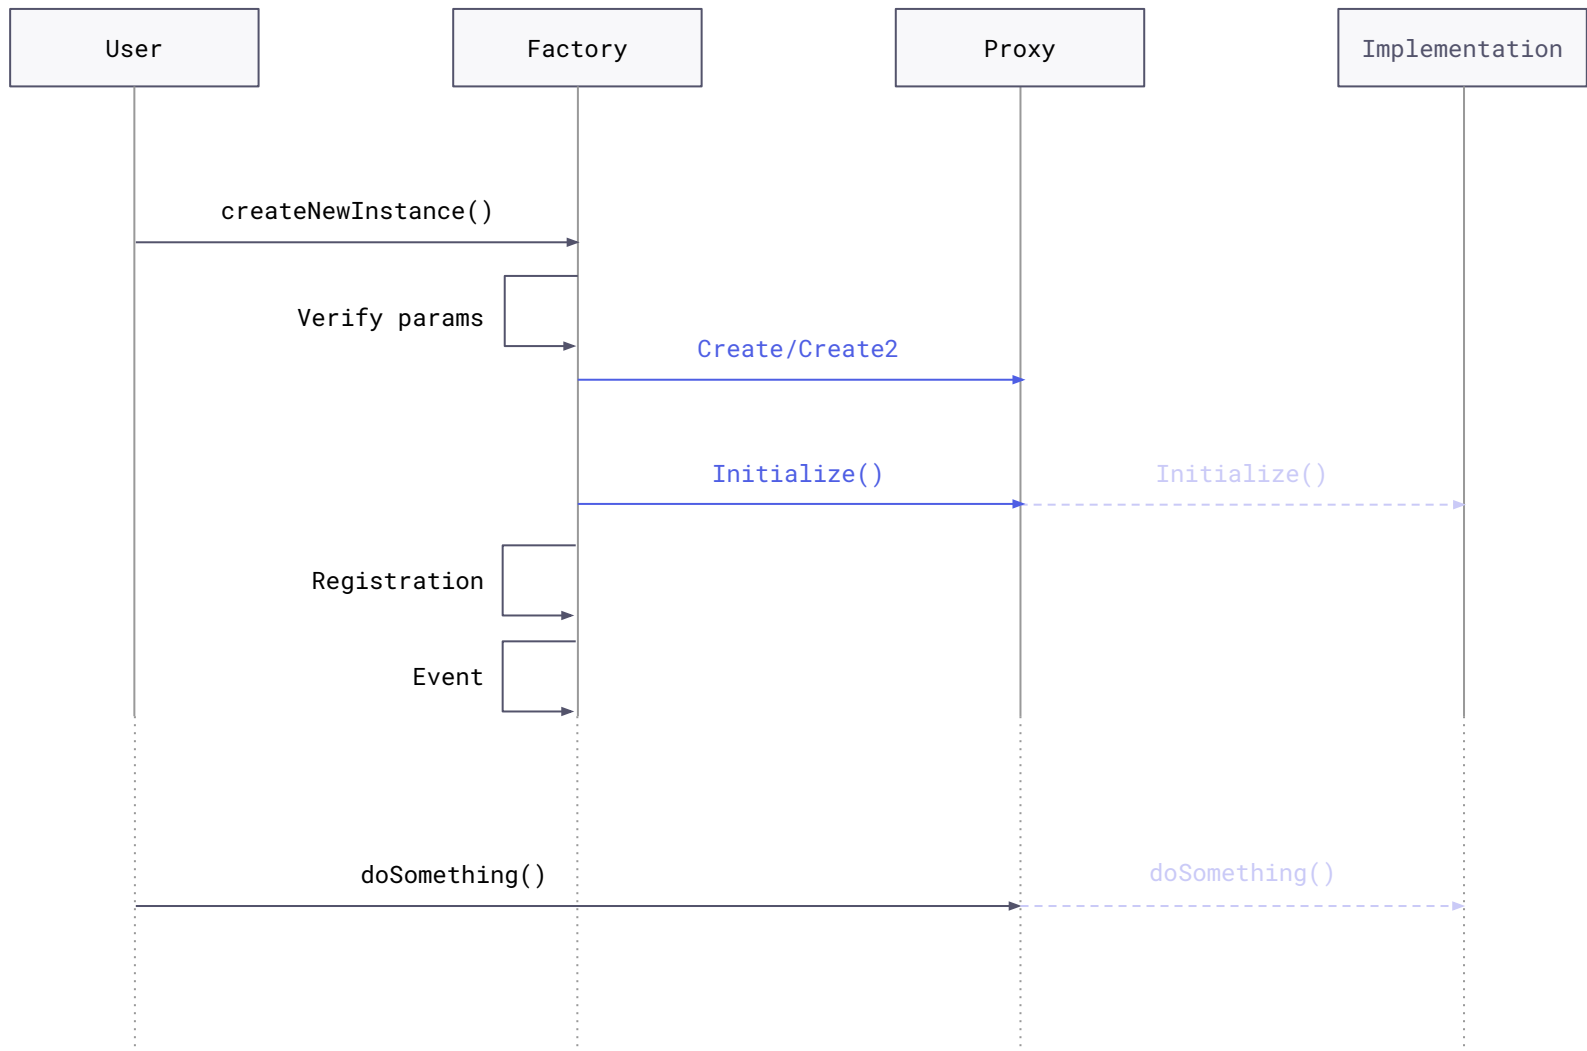 User
Factory
Proxy
Implementation
createNewInstance()
Verify params
Create/Create2
Initialize()
Initialize()
Registration
Event
doSomething()
doSomething()